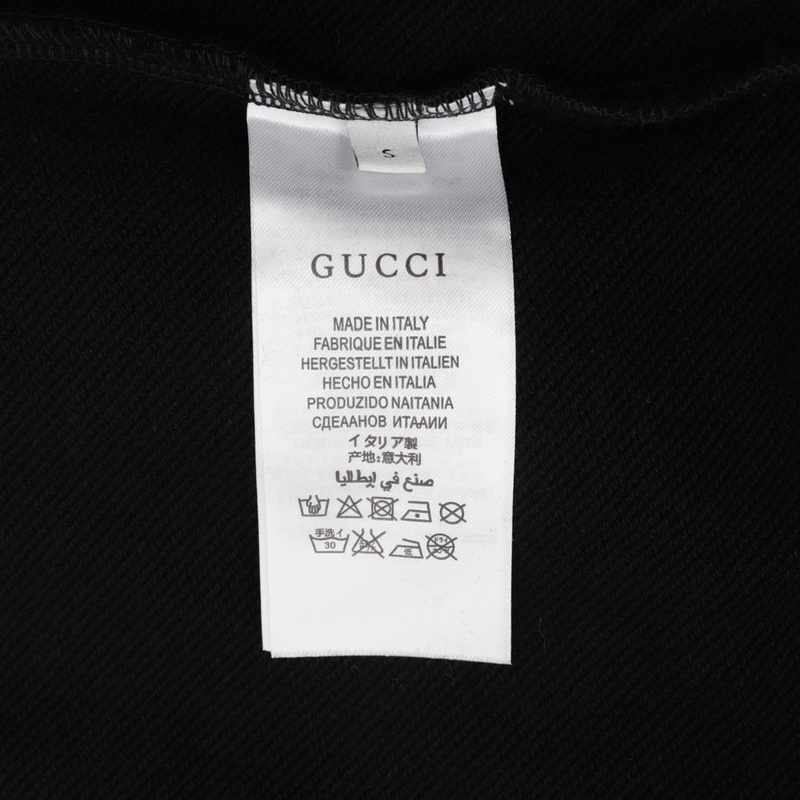 S
GUCCI
MADE IN ITALY
FABRIQUE EN ITALIE
HERGESTELLT IN ITALIEN
HECHO EN ITALIA
PRODUZIDO NAITANIA
СДЕААНОВ ИТААИИ
イタリア製
产地:意大利
صنع في إيطاليا
手洗イ
30
低